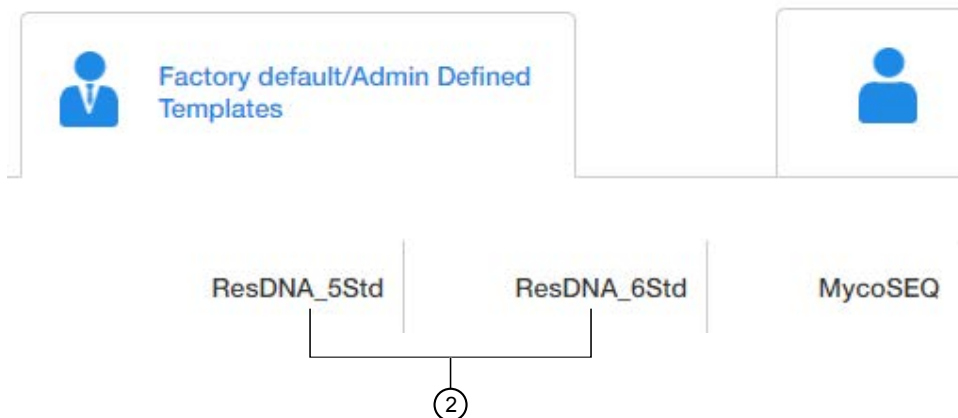 Factory default/Admin Defined
Templates
ResDNA_5Std
ResDNA_6Std
MycoSEQ
2